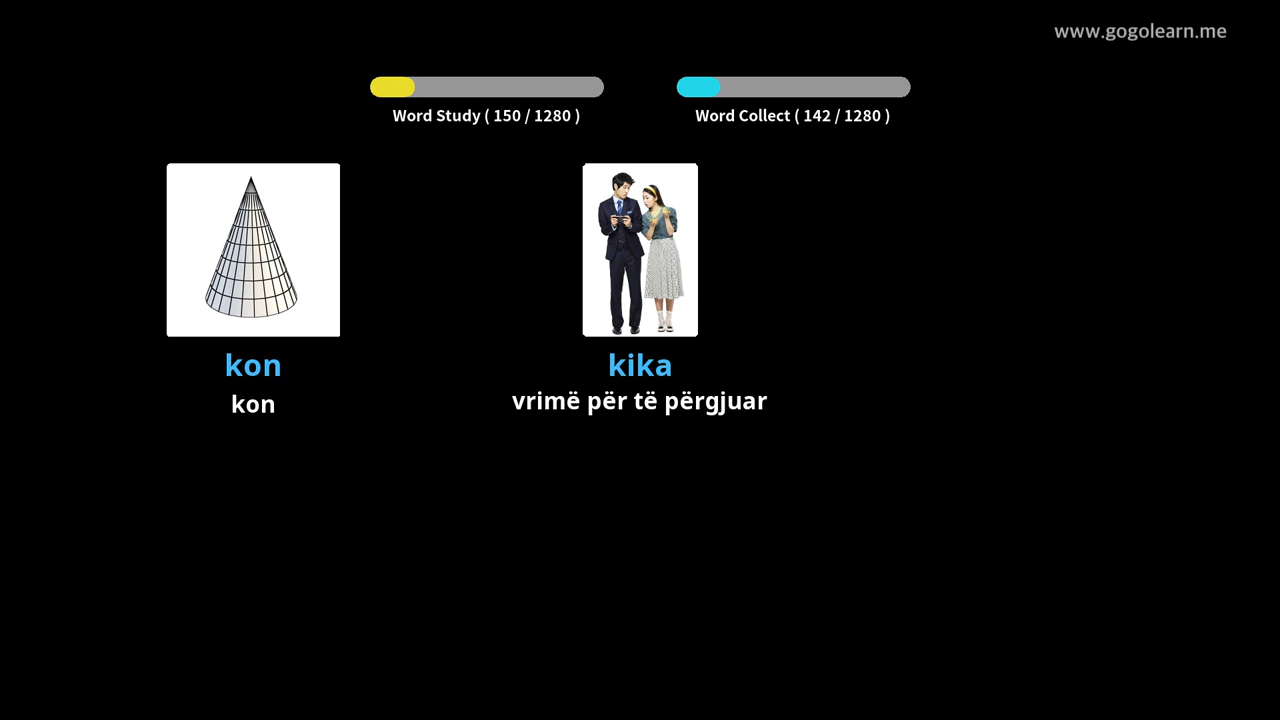 www.gogolearn.me
Word Study ( 150 / 1280 )
Word Collect ( 142 / 1280 )
kon
kon
kika
vrimë për të përgjuar